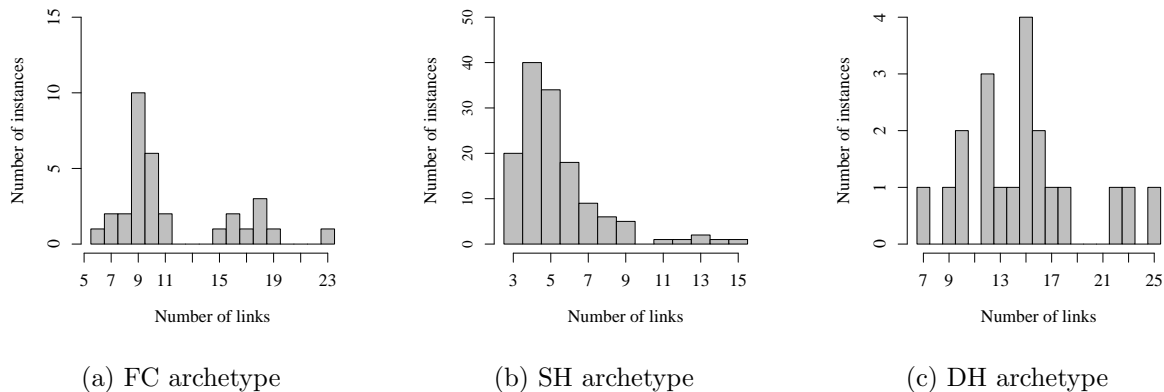 15
10
5
0
Number of instances
5 7 9 11 15 19 23
Number of links
(a) FC archetype
50
40
30
20
10
0
Number of instances
3 5 7 9 11 13 15
Number of links
(b) SH archetype
4
3
2
1
0
Number of instances
7 9 13 17 21 25
Number of links
(c) DH archetype